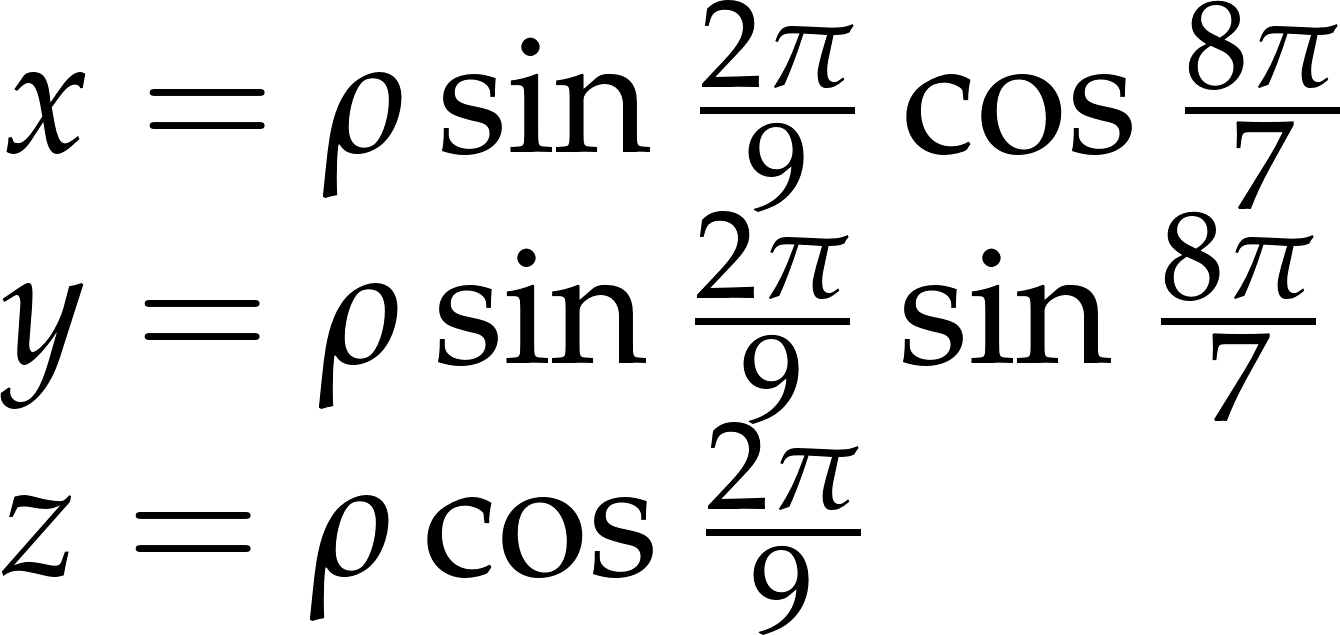 x = ρ sin 2π/9 cos 8π/7
y = ρ sin 2π/9 sin 8π/7
z = ρ cos 2π/9